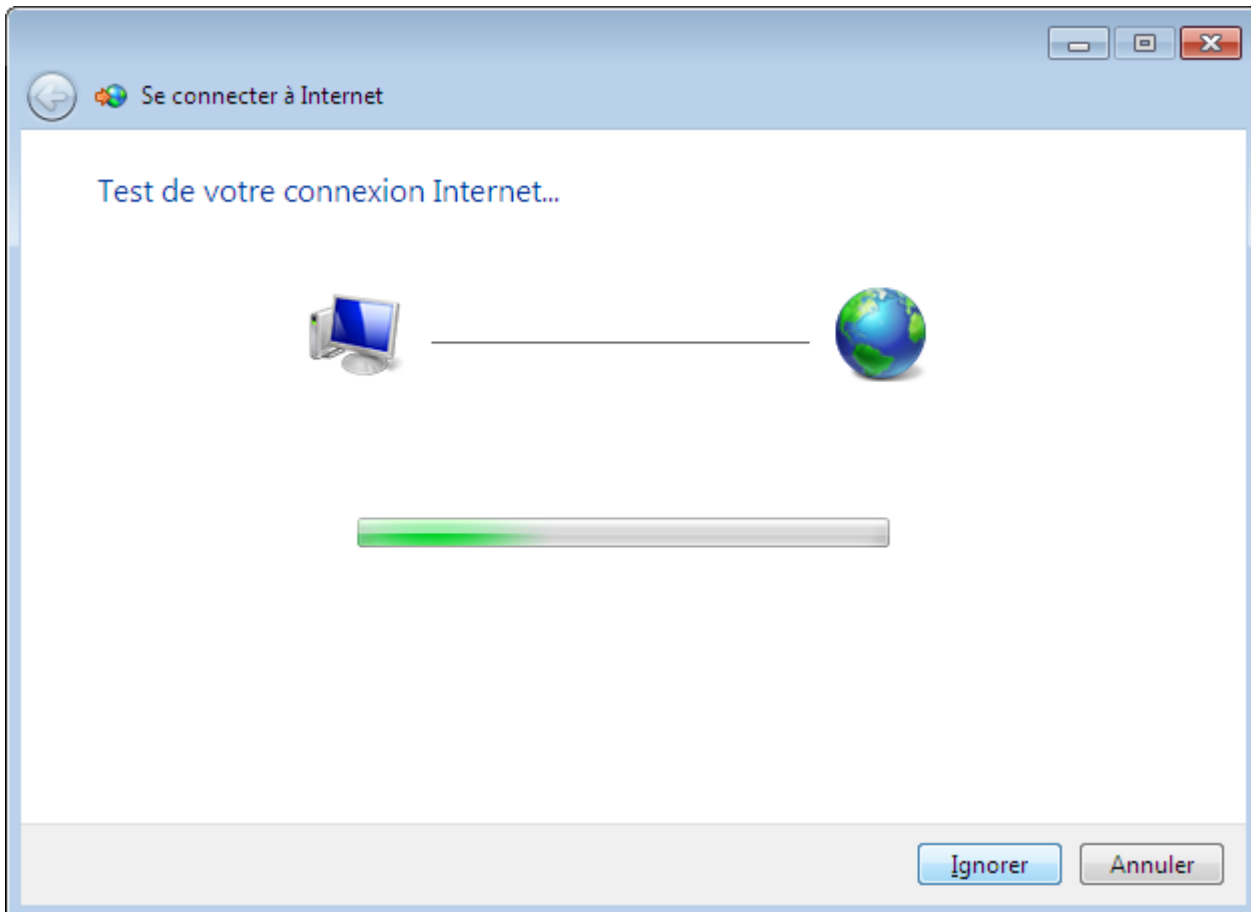 Se connecter à Internet
Test de votre connexion Internet...
Ignorer
Annuler